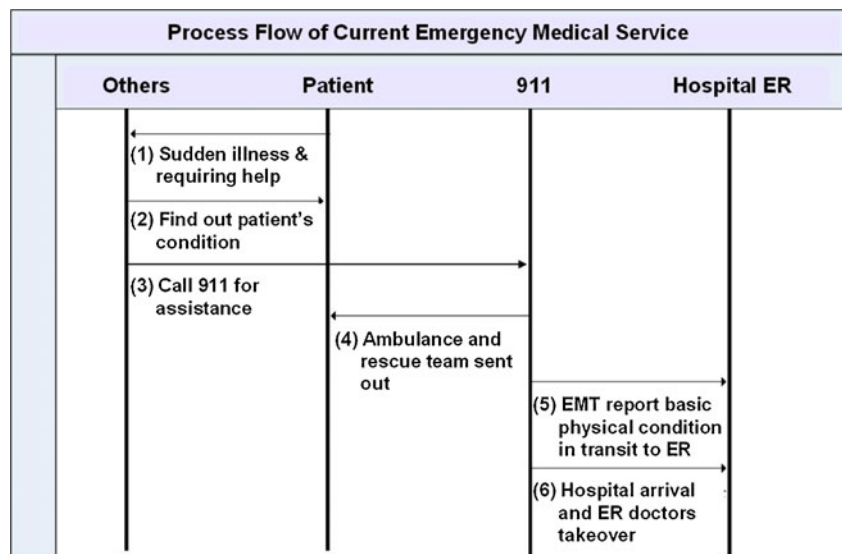 Process Flow of Current Emergency Medical Service
Others Patient 911 Hospital ER
(1) Sudden illness &
requiring help
(2) Find out patient's
condition
(3) Call 911 for
assistance
(4) Ambulance and
rescue team sent
out
(5) EMT report basic
physical condition
in transit to ER
(6) Hospital arrival
and ER doctors
takeover